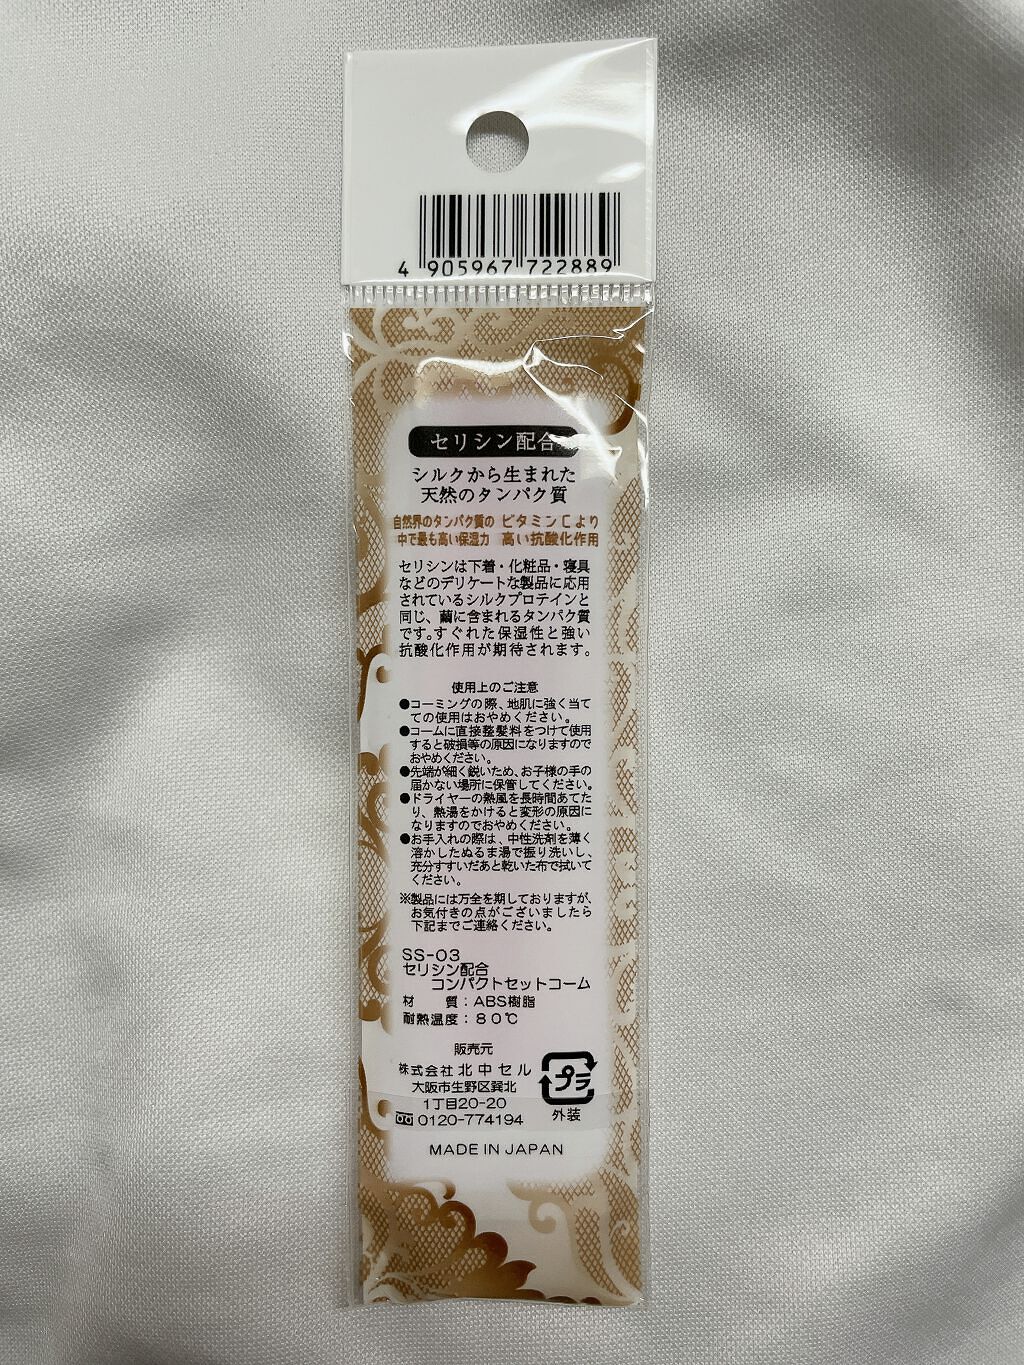 4 905967 722889
セリシン配合
シルクから生まれた
天然のタンパク質
自然界のタンパク質の ビタミンCより
中で最も高い保湿力 高い抗酸化作用
セリシンは下着・化粧品・寝具
などのデリケートな製品に応用
されているシルクプロテインと
同じ、繭に含まれるタンパク質
です。すぐれた保湿性と強い
抗酸化作用が期待されます。
使用上のご注意
●コーミングの際、地肌に強く当て
ての使用はおやめください。
●コームに直接整髪料をつけて使用
すると破損等の原因になりますので
おやめください。
●先端が細く鋭いため、お子様の手の
届かない場所に保管してください。
●ドライヤーの熱風を長時間あてた
り、熱湯をかけると変形の原因に
なりますのでおやめください。
●お手入れの際は、中性洗剤を薄く
溶かしたぬるま湯で振り洗いし、
充分すすいだあと乾いた布で拭いて
ください。
※製品には万全を期しておりますが、
お気付きの点がございましたら
下記までご連絡ください。
SS-03
セリシン配合
コンパクトセットコーム
材 質：ABS樹脂
耐熱温度：80℃
販売元
株式会社 北中セル
大阪市生野区巽北
1丁目20-20
0120-774194
プラ
外装
MADE IN JAPAN